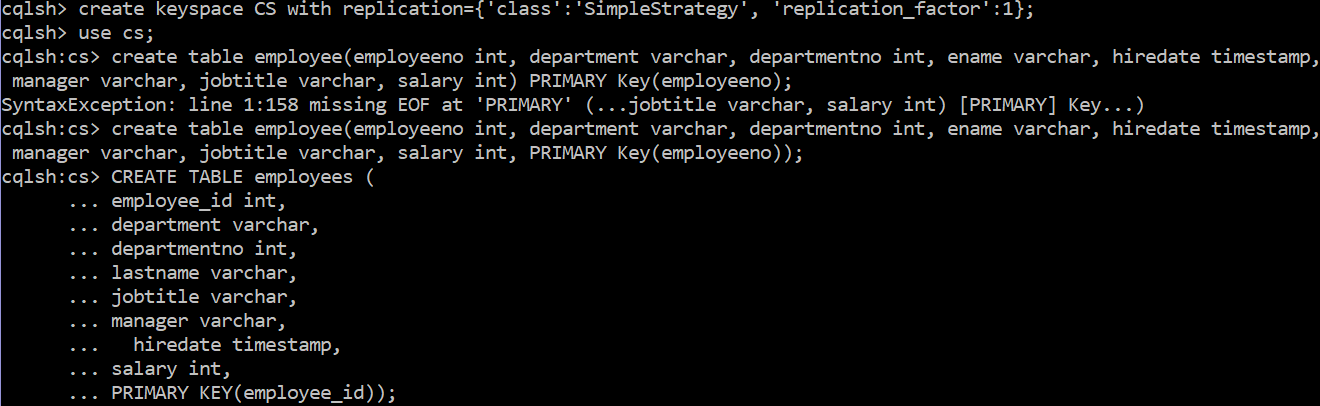 cqlsh> create keyspace CS with replication={'class':'SimpleStrategy', 'replication_factor':1};
cqlsh> use cs;
cqlsh:cs> create table employee(employeeno int, department varchar, departmentno int, ename varchar, hiredate timestamp,
 manager varchar, jobtitle varchar, salary int) PRIMARY Key(employeeno);
SyntaxException: line 1:158 missing EOF at 'PRIMARY' (...jobtitle varchar, salary int) [PRIMARY] Key...)
cqlsh:cs> create table employee(employeeno int, department varchar, departmentno int, ename varchar, hiredate timestamp,
 manager varchar, jobtitle varchar, salary int, PRIMARY Key(employeeno));
cqlsh:cs> CREATE TABLE employees (
      ... employee_id int,
      ... department varchar,
      ... departmentno int,
      ... lastname varchar,
      ... jobtitle varchar,
      ... manager varchar,
      ...   hiredate timestamp,
      ... salary int,
      ... PRIMARY KEY(employee_id));